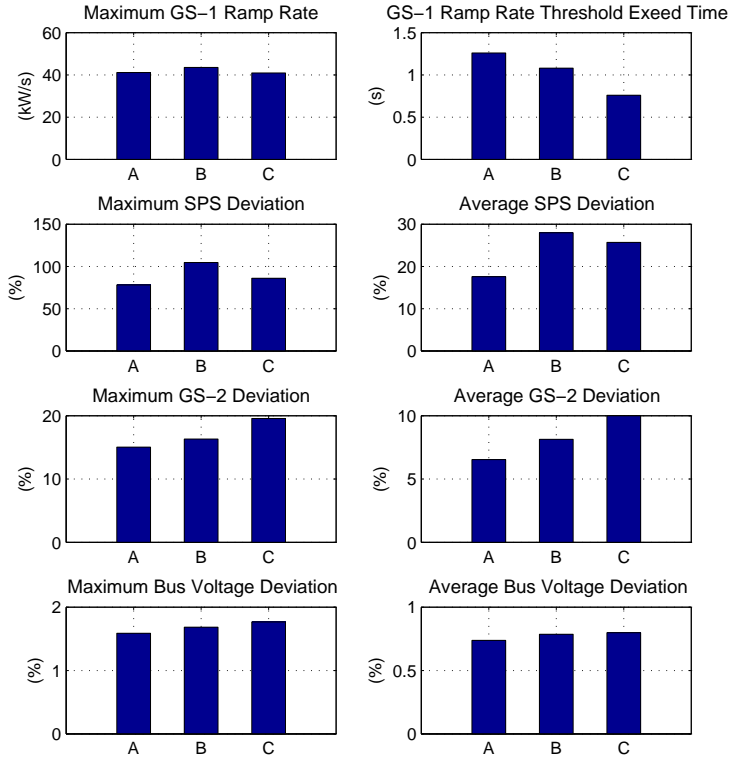 Maximum GS−1 Ramp Rate
60
40
20
0
(kW/s)
A B C
GS−1 Ramp Rate Threshold Exeed Time
1.5
1
0.5
0
(s)
A B C
Maximum SPS Deviation
150
100
50
0
(%)
A B C
Average SPS Deviation
30
20
10
0
(%)
A B C
Maximum GS−2 Deviation
20
10
0
(%)
A B C
Average GS−2 Deviation
10
5
0
(%)
A B C
Maximum Bus Voltage Deviation
2
1
0
(%)
A B C
Average Bus Voltage Deviation
1
0.5
0
(%)
A B C